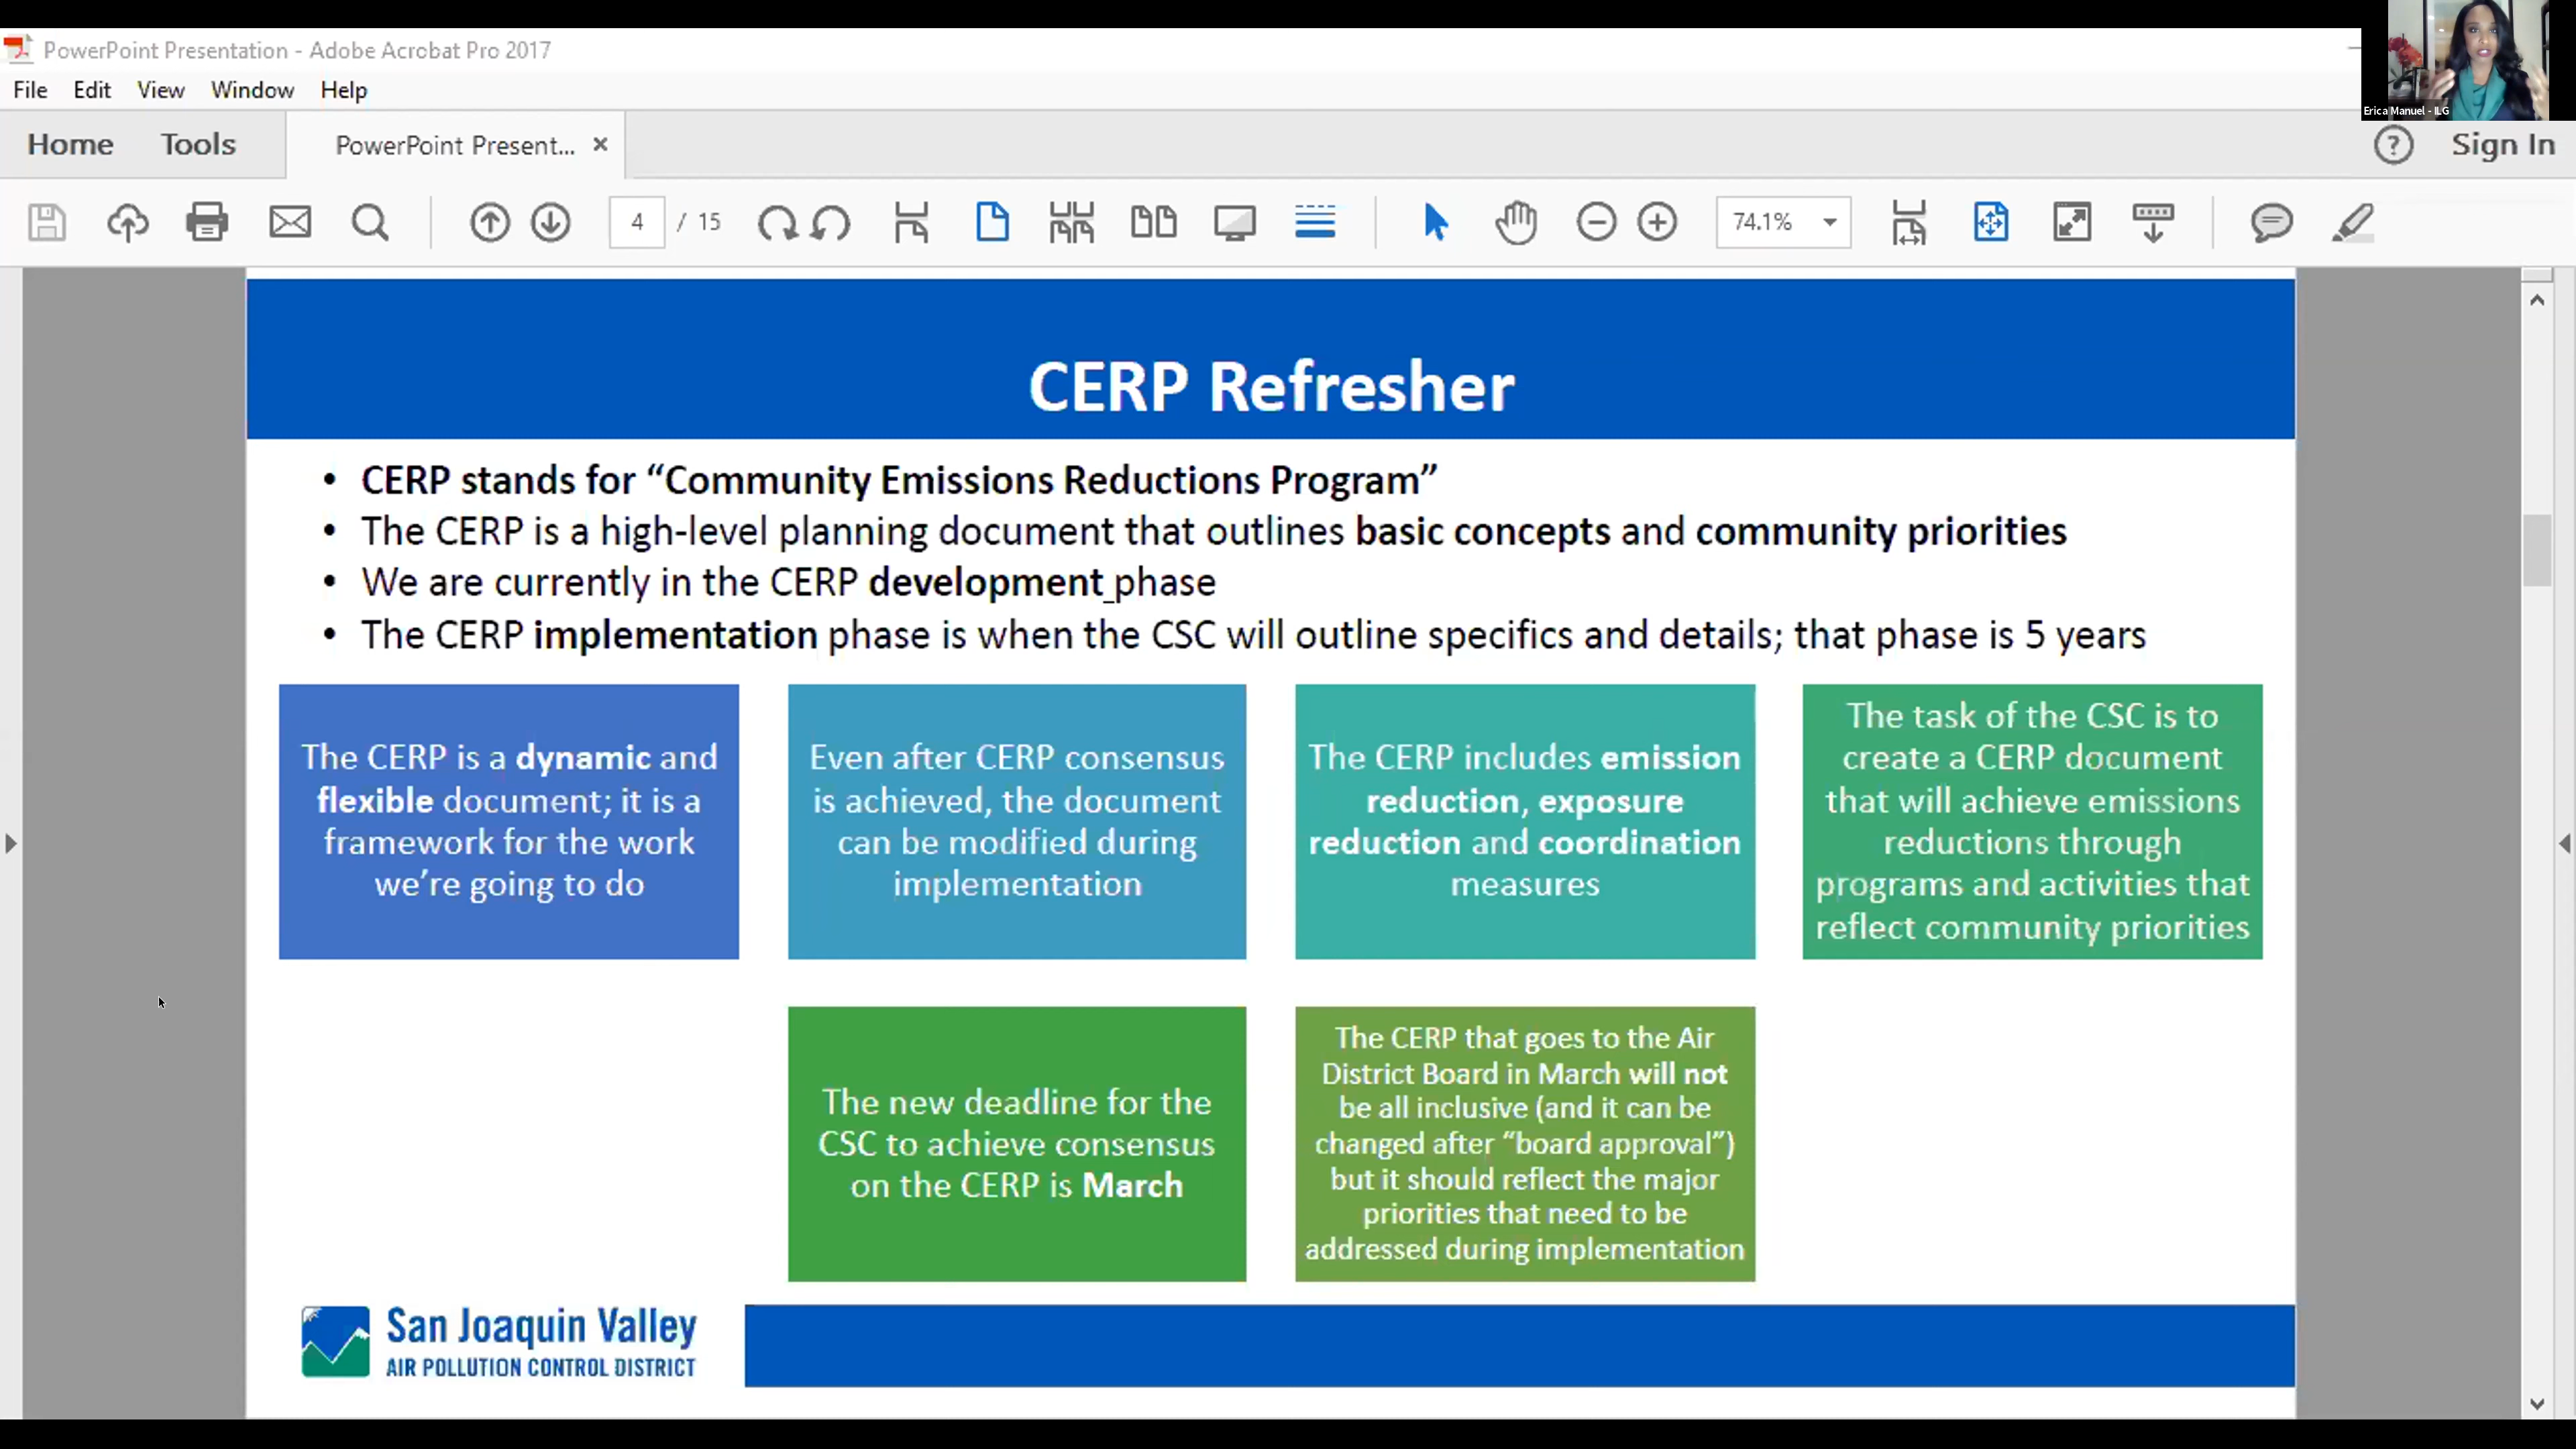 PowerPoint Presentation - Adobe Acrobat Pro 2017
Erica Manuel - ILG
File Edit View Window Help
Home Tools PowerPoint Present... Sign In
4 / 15 74.1%
CERP Refresher
• CERP stands for “Community Emissions Reductions Program”
• The CERP is a high-level planning document that outlines basic concepts and community priorities
• We are currently in the CERP development phase
• The CERP implementation phase is when the CSC will outline specifics and details; that phase is 5 years
The CERP is a dynamic and
flexible document; it is a
framework for the work
we’re going to do
Even after CERP consensus
is achieved, the document
can be modified during
implementation
The CERP includes emission
reduction, exposure
reduction and coordination
measures
The task of the CSC is to
create a CERP document
that will achieve emissions
reductions through
programs and activities that
reflect community priorities
The new deadline for the
CSC to achieve consensus
on the CERP is March
The CERP that goes to the Air
District Board in March will not
be all inclusive (and it can be
changed after “board approval”)
but it should reflect the major
priorities that need to be
addressed during implementation
San Joaquin Valley
AIR POLLUTION CONTROL DISTRICT